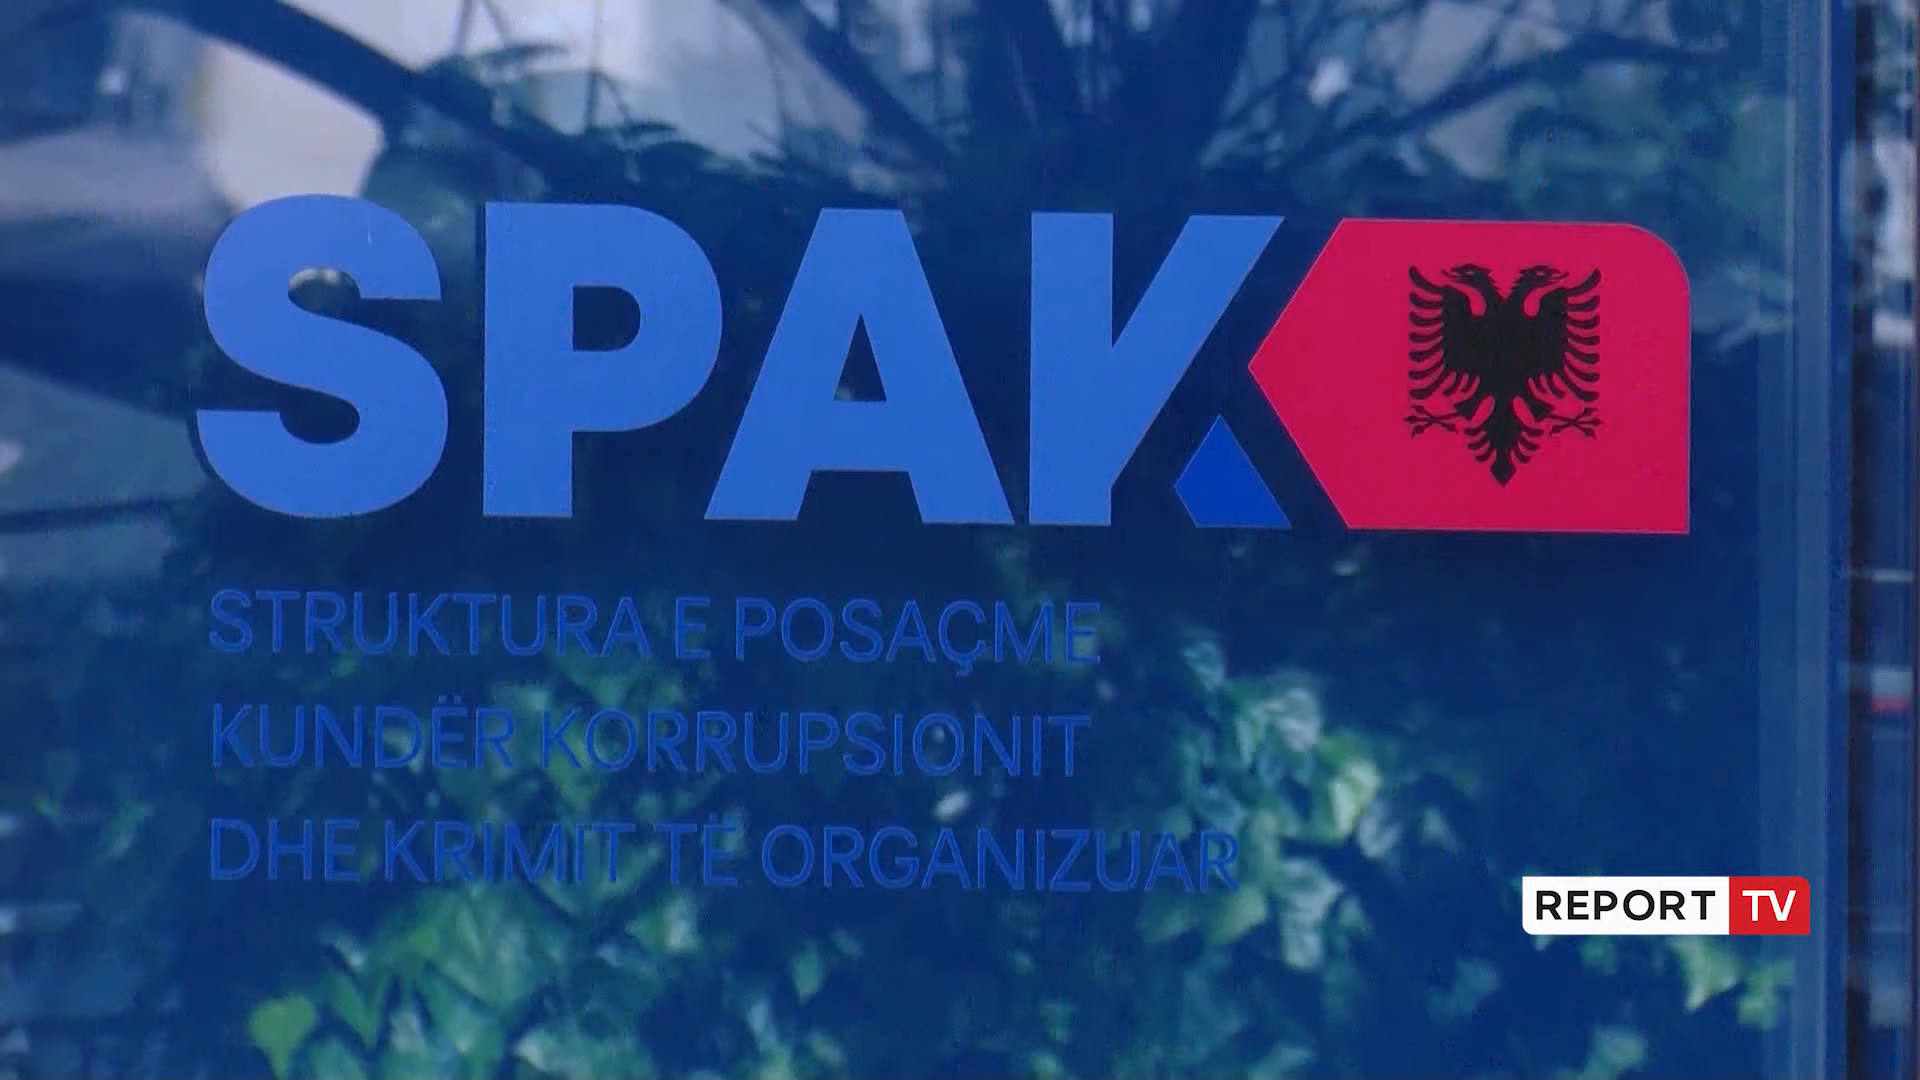 SPAK
STRUKTURA E POSAÇME
KUNDËR KORRUPSIONIT
DHE KRIMIT TË ORGANIZUAR
REPORT TV